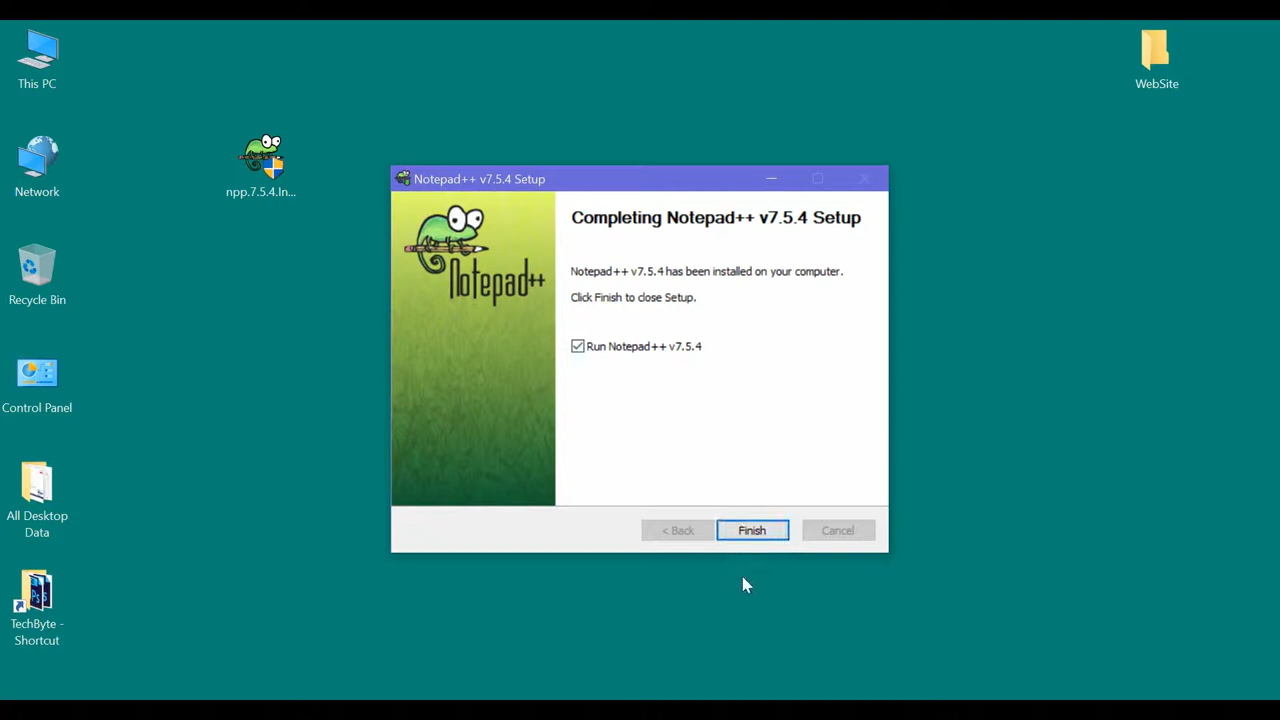 This PC
Network
Recycle Bin
Control Panel
All Desktop
Data
TechByte -
Shortcut
npp.7.5.4.In...
WebSite
Notepad++ v7.5.4 Setup
Notepad++
Completing Notepad++ v7.5.4 Setup
Notepad++ v7.5.4 has been installed on your computer.
Click Finish to close Setup.
Run Notepad++ v7.5.4
< Back
Finish
Cancel